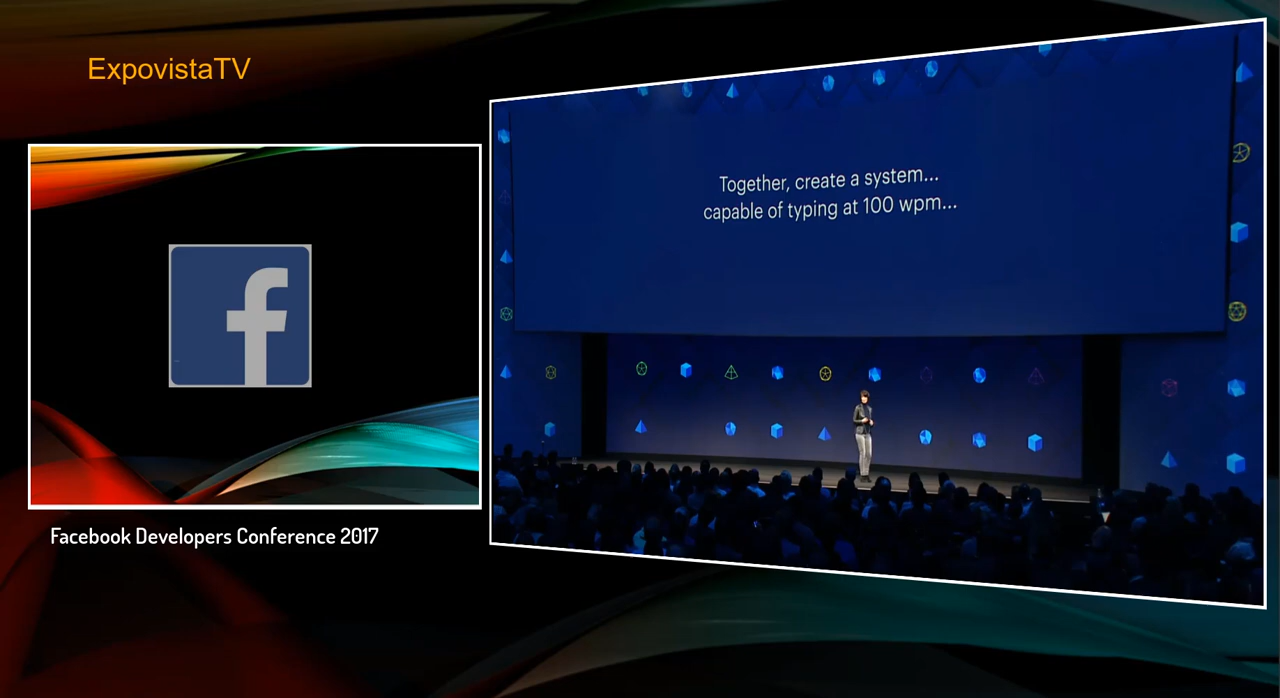 ExpovistaTV
Together, create a system...
capable of typing at 100 wpm...
f
Facebook Developers Conference 2017